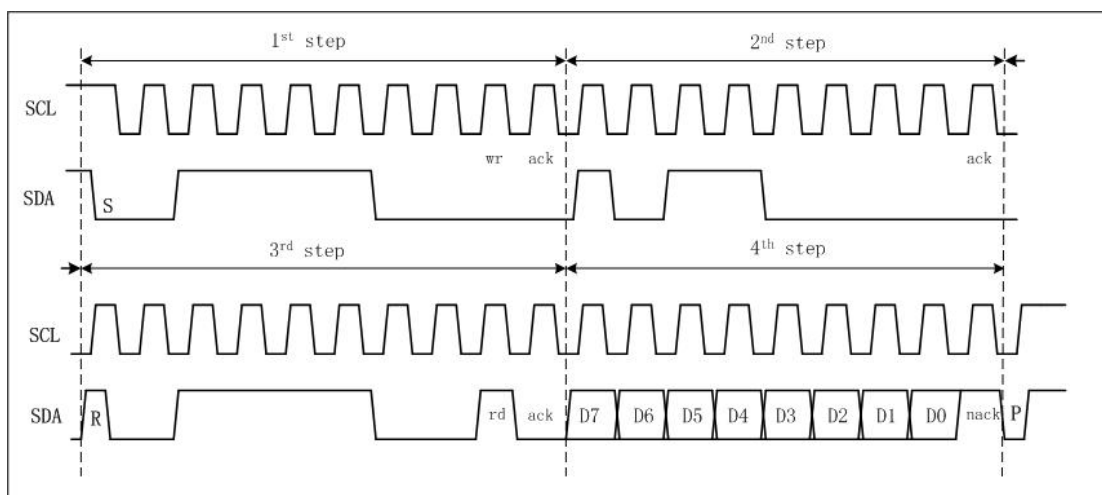 1st step 2nd step
SCL
wr ack ack
SDA
S
3rd step 4th step
SCL
SDA R rd ack D7 D6 D5 D4 D3 D2 D1 D0 nack P